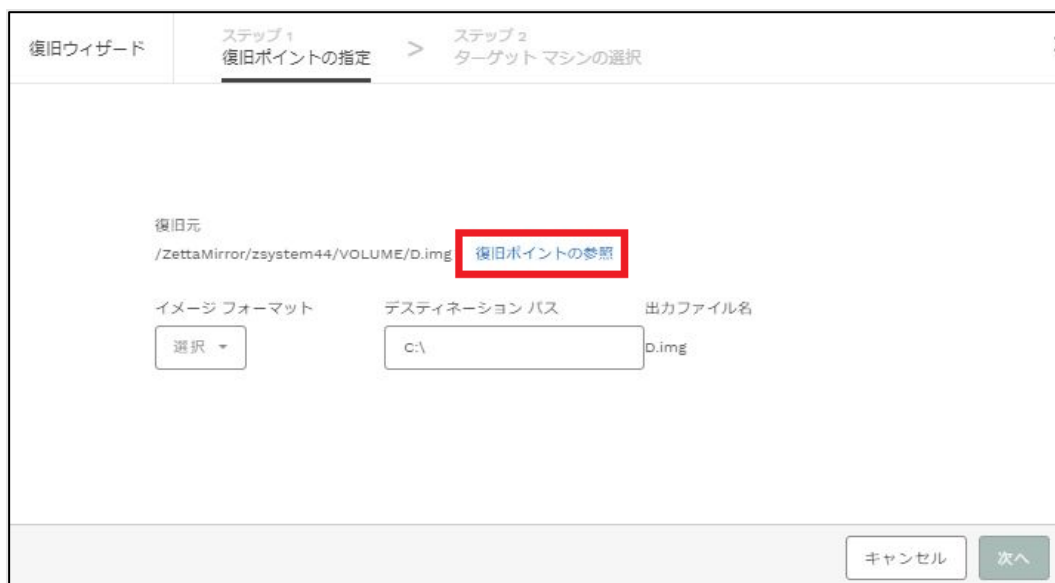 復旧ウィザード
ステップ 1
復旧ポイントの指定
>
ステップ 2
ターゲット マシンの選択
復旧元
/ZettaMirror/zsystem44/VOLUME/D.img 復旧ポイントの参照
イメージ フォーマット デスティネーション パス 出力ファイル名
選択 C:\ D.img
キャンセル 次へ